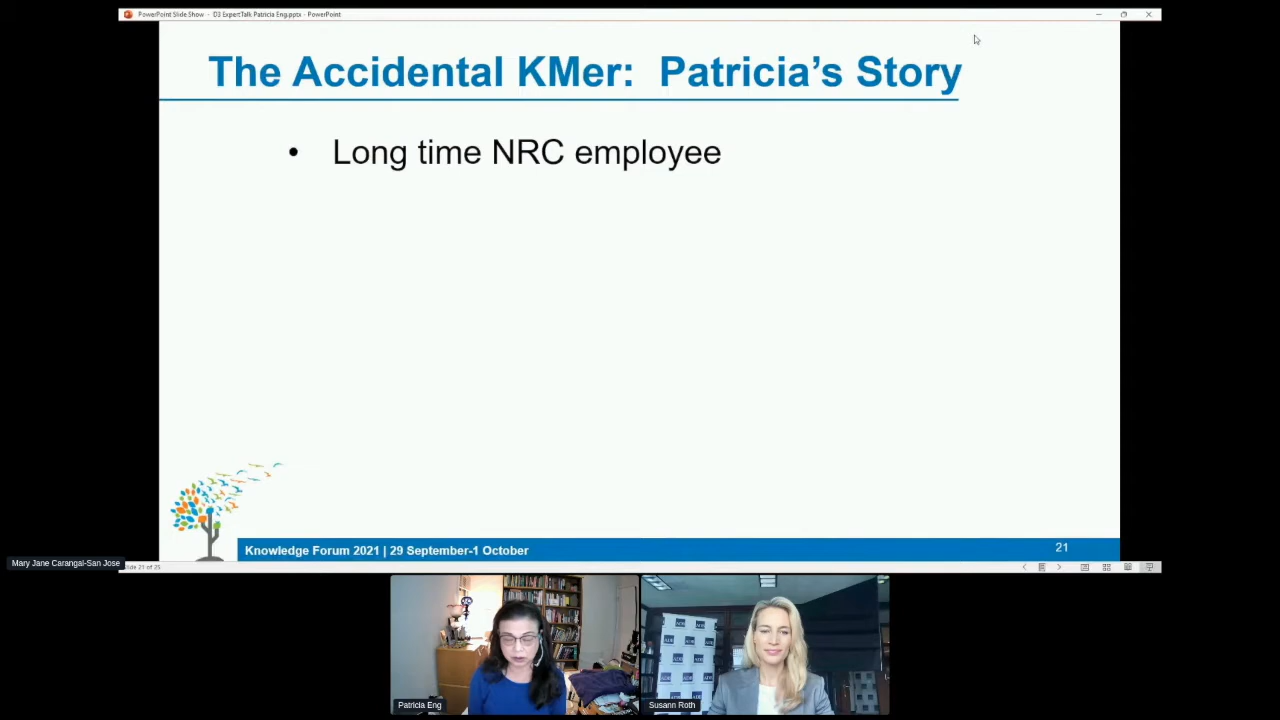 PowerPoint Slide Show - D3 ExpertTalk Patricia Eng.pptx - PowerPoint
The Accidental KMer: Patricia’s Story
• Long time NRC employee
Knowledge Forum 2021 | 29 September-1 October
21
Mary Jane Carangal-San Jose
Slide 21 of 25
Patricia Eng
Susann Roth
ADB